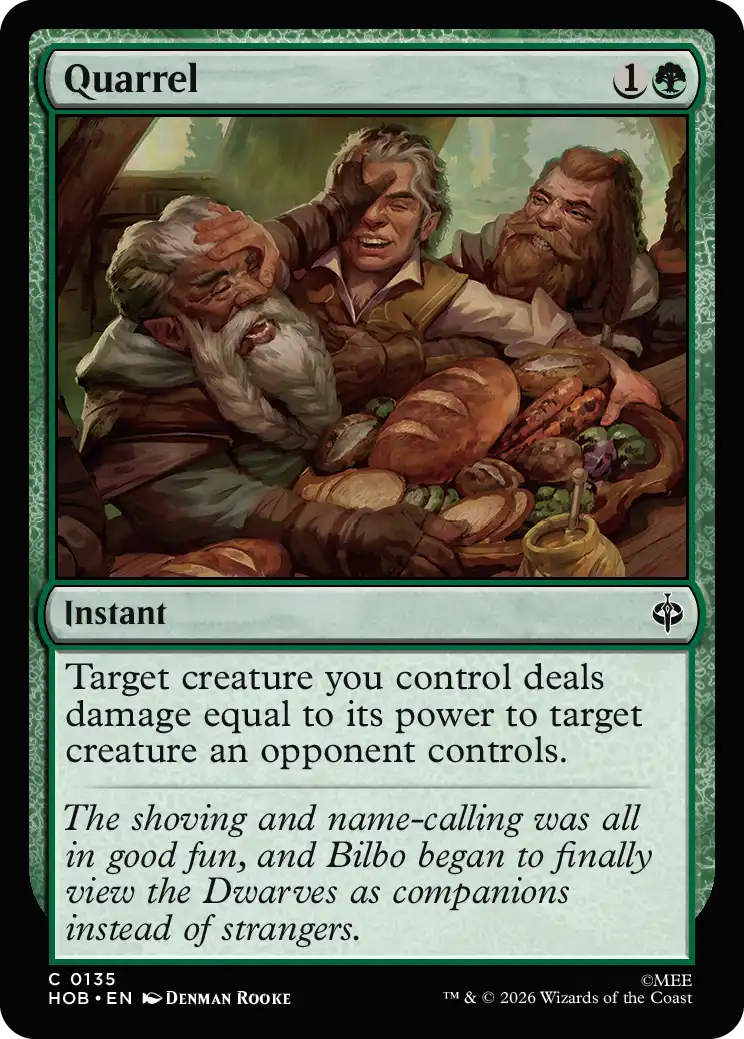 Quarrel 1
Instant
Target creature you control deals
damage equal to its power to target
creature an opponent controls.
The shoving and name-calling was all
in good fun, and Bilbo began to finally
view the Dwarves as companions
instead of strangers.
C 0135
©MEE
HOB • EN Denman Rooke
™ & © 2026 Wizards of the Coast